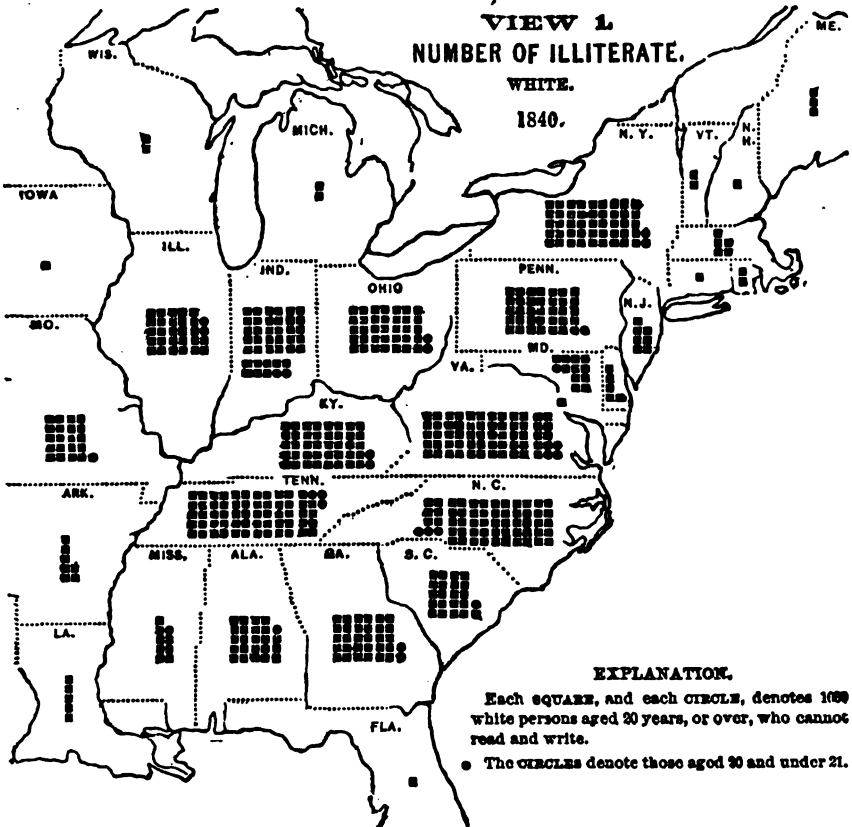 VIEW 1.
NUMBER OF ILLITERATE.
WHITE.
1840.
ME.
WIS.
MICH.
N. Y.
VT.
N.
H.
IOWA
ILL.
IND.
OHIO
PENN.
N.J.
MO.
MD.
VA.
KY.
TENN.
N. C.
ARK.
MISS.
ALA.
GA.
S. C.
LA.
FLA.
EXPLANATION.
Each SQUARE, and each CIRCLE, denotes
white persons aged 20 years, or over, who cannot
read and write.
The CIRCLES denote those aged 20 and under 21.